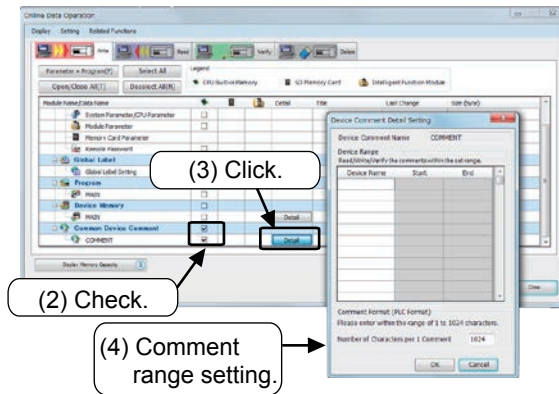 Online Data Operation
Display Setting Related Functions
Write Read Verify Delete
Parameter + Program(F) Select All Legend
Open/Close All(T) Deselect All(N) CPU Built-in Memory SD Memory Card Intelligent Function Module
Module Name/Data Name Detail Title Last Change Size (Byte)
System Parameter/CPU Parameter
Module Parameter
Memory Card Parameter
Remote Password
Global Label
Global Label Setting
Program
MAIN
Device Memory
MAIN Detail
Common Device Comment
COMMENT Detail
Display Memory Capacity
Close
(3) Click.
(2) Check.
(4) Comment
range setting.
Device Comment Detail Setting
Device Comment Name COMMENT
Device Range
Read/Write/Verify the comments within the set range.
Device Name Start End
Comment Format (PLC Format)
Please enter within the range of 1 to 1024 characters.
Number of Characters per 1 Comment 1024
OK Cancel